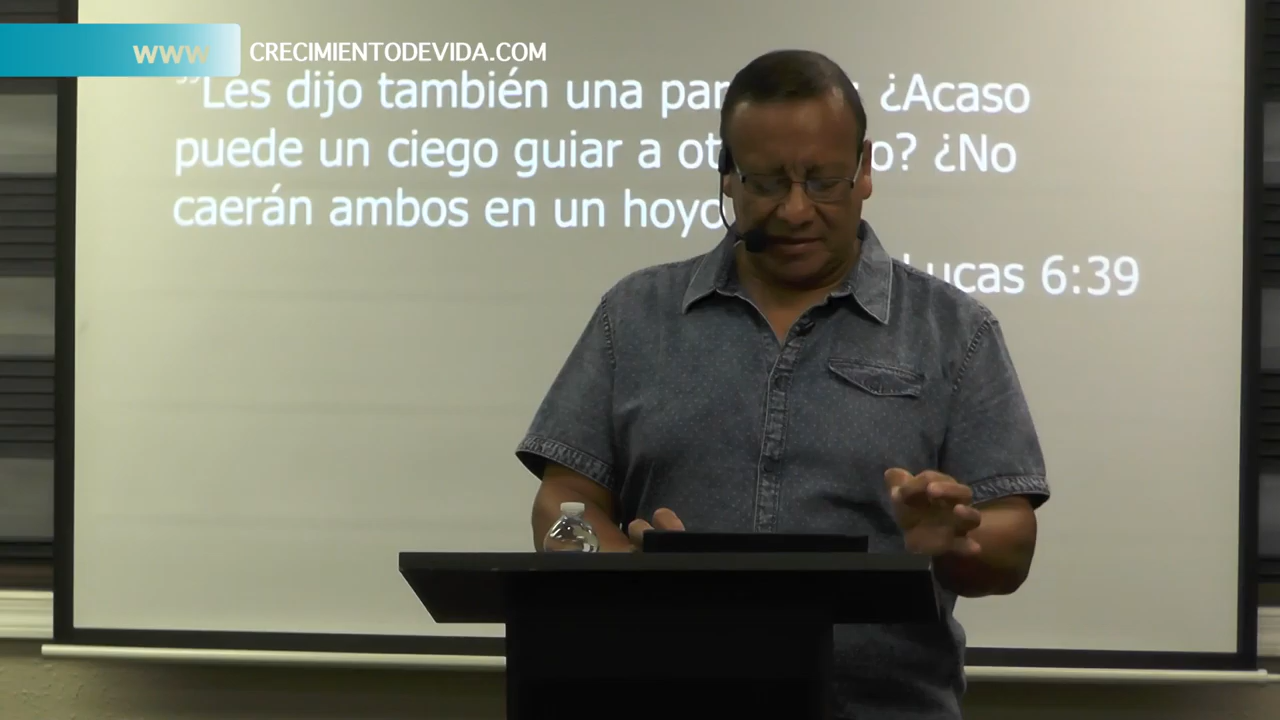 WWW CRECIMIENTODEVIDA.COM
39Les dijo también una par : ¿Acaso
puede un ciego guiar a ot o? ¿No
caerán ambos en un hoyo
Lucas 6:39